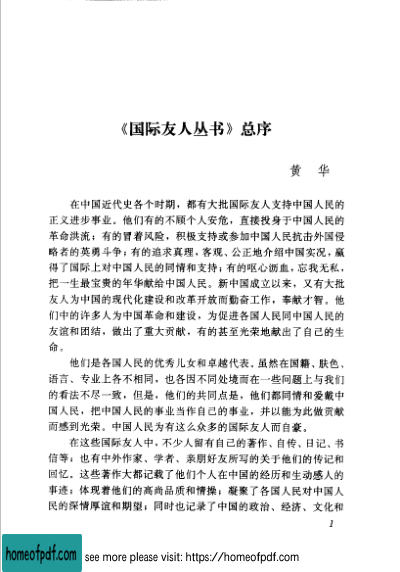 《国际友人丛书》总序
黄 华
在中国近代史各个时期，都有大批国际友人支持中国人民的
正义进步事业。他们有的不顾个人安危，直接投身于中国人民的
革命洪流；有的冒着风险，积极支持或参加中国人民抗击外国侵
略者的英勇斗争；有的追求真理，客观、公正地介绍中国实况，赢
得了国际上对中国人民的同情和支持；有的呕心沥血，忘我无私，
把一生最宝贵的年华献给中国人民。新中国成立以来，又有大批
友人为中国的现代化建设和改革开放而勤奋工作，奉献才智。他
们中的许多人为中国革命和建设，为促进各国人民同中国人民的
友谊和团结，做出了重大贡献，有的甚至光荣地献出了自己的生
命。
他们是各国人民的优秀儿女和卓越代表。虽然在国籍、肤色、
语言、专业上各不相同，也各因不同处境而在一些问题上与我们
的看法不尽一致，但是，他们的共同点是，他们都同情和爱戴中
国人民，把中国人民的事业当作自己的事业，并以能为此做贡献
而感到光荣。中国人民为有这么众多的国际友人而自豪。
在这些国际友人中，不少人留有自己的著作、自传、日记、书
信等；也有中外作家、学者、亲朋好友所写的关于他们的传记和
回忆。这些著作大都记载了他们个人在中国的经历和生动感人的
事迹；体现着他们的高尚品质和情操；凝聚了各国人民对中国人
民的深情厚谊和期望；同时也记录了中国的政治、经济、文化和
1
homeofpdf.com
see more please visit: https://homeofpdf.com